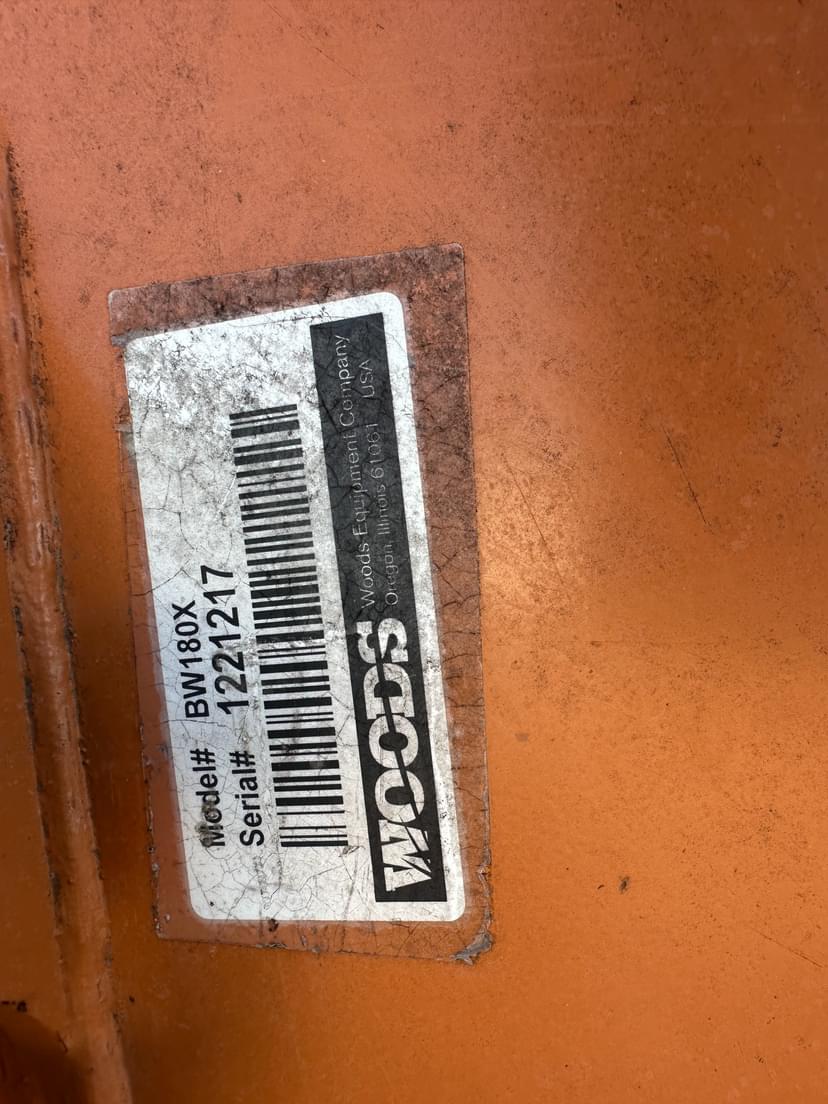 Model# BW180X
Serial# 1221217
WOODS
Woods Equipment Company
Oregon, Illinois 61061 USA